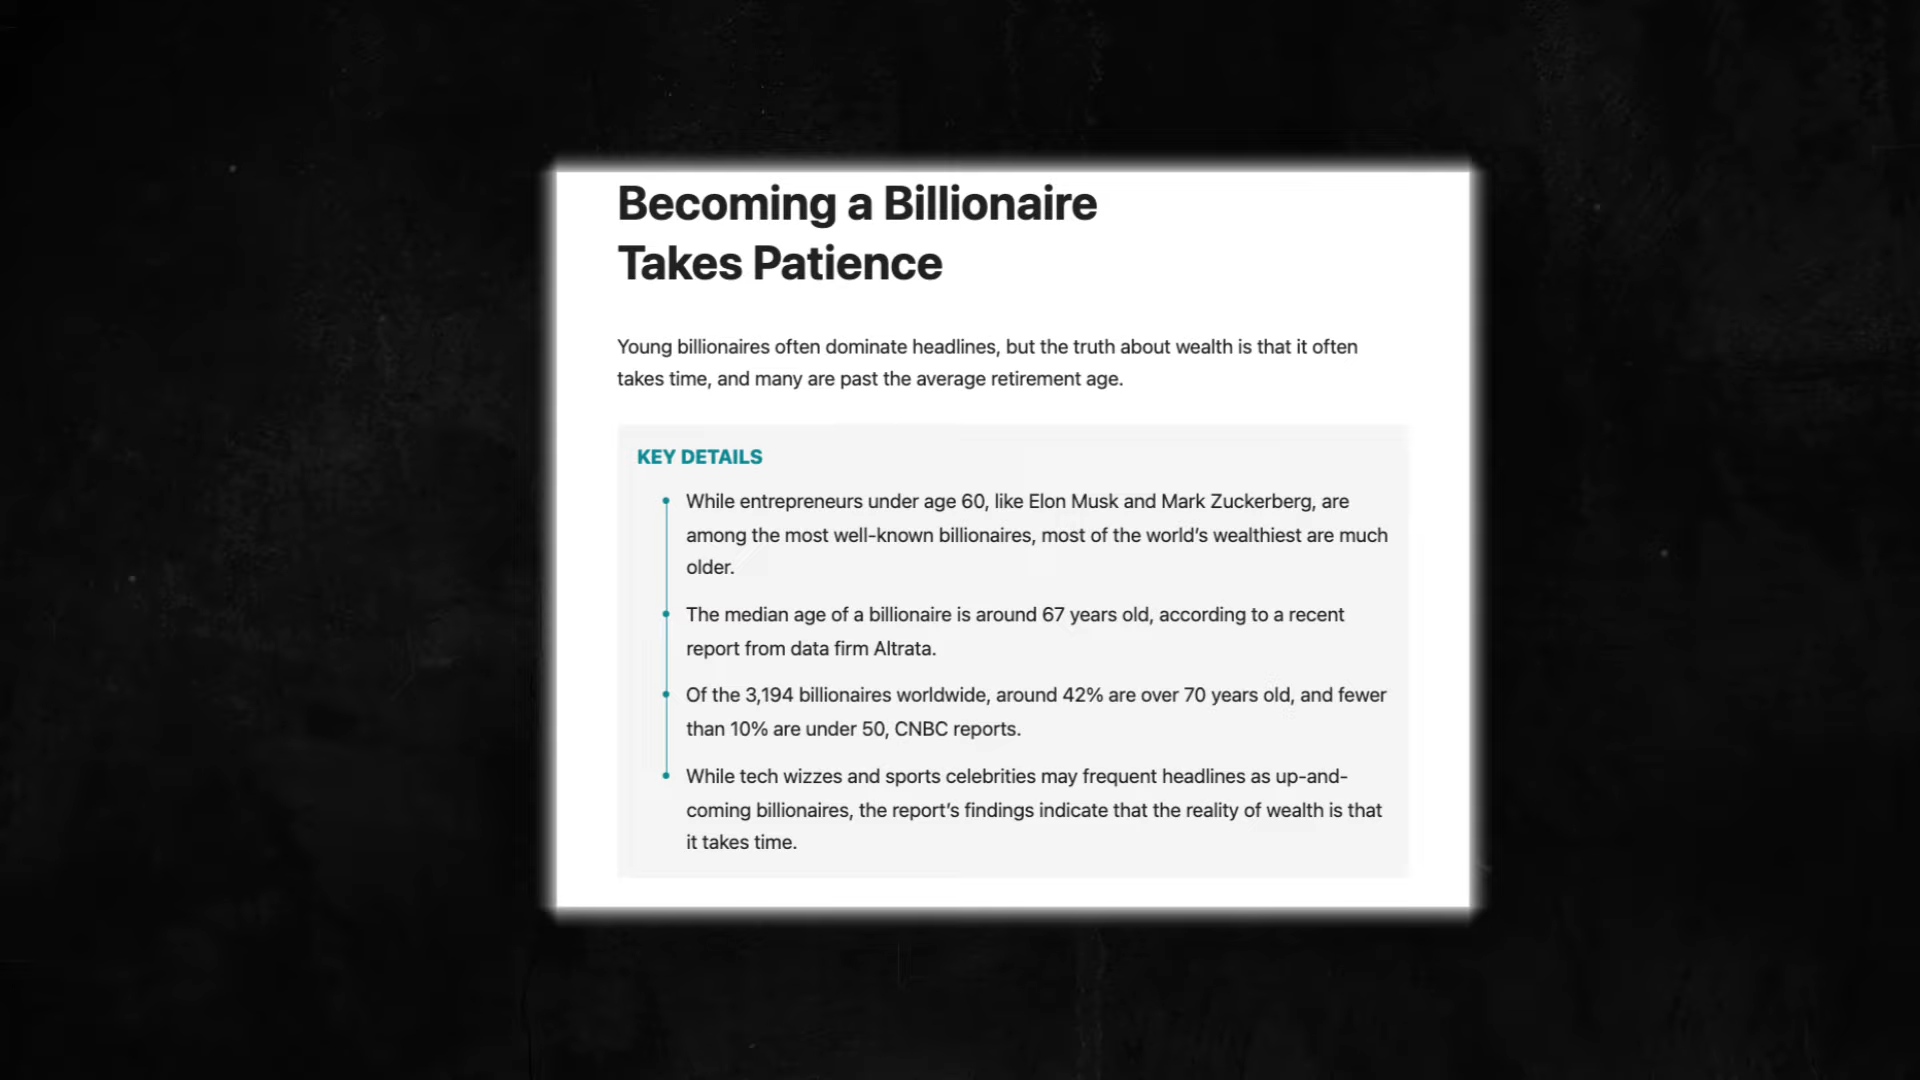 Becoming a Billionaire
Takes Patience
Young billionaires often dominate headlines, but the truth about wealth is that it often
takes time, and many are past the average retirement age.
KEY DETAILS
While entrepreneurs under age 60, like Elon Musk and Mark Zuckerberg, are
among the most well-known billionaires, most of the world’s wealthiest are much
older.
The median age of a billionaire is around 67 years old, according to a recent
report from data firm Altrata.
Of the 3,194 billionaires worldwide, around 42% are over 70 years old, and fewer
than 10% are under 50, CNBC reports.
While tech wizzes and sports celebrities may frequent headlines as up-and-
coming billionaires, the report’s findings indicate that the reality of wealth is that
it takes time.